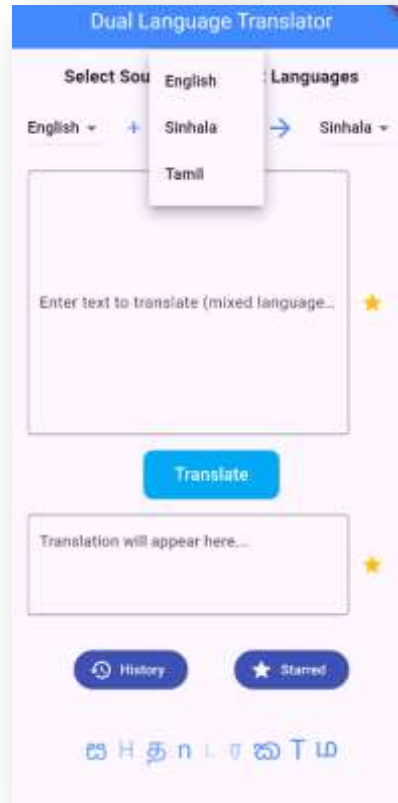 Dual Language Translator
Select Sou : Languages
English
Sinhala
Tamil
English + → Sinhala
Enter text to translate (mixed language...
Translate
Translation will appear here...
History
Starred
H த n L ர T ம